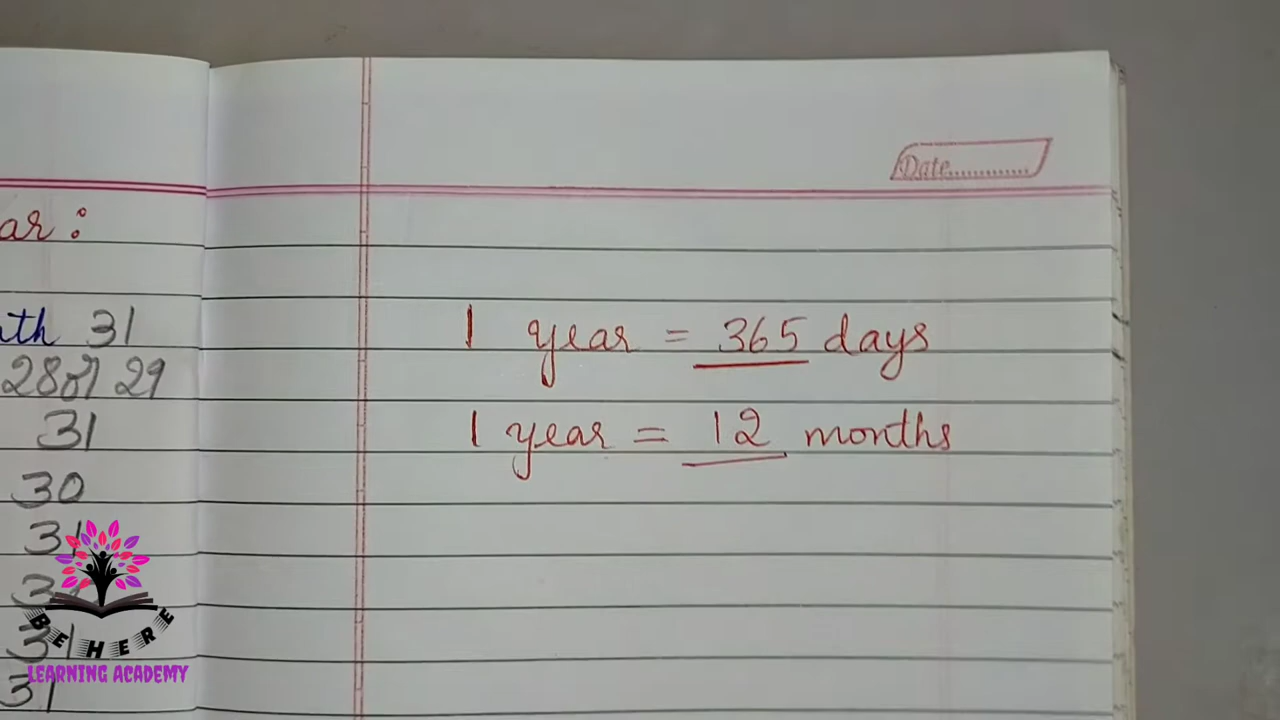 ar :
31
28 or 29
31
30
31
31
31
Date.............
1 year = 365 days
1 year = 12 months
BE HERE
LEARNING ACADEMY